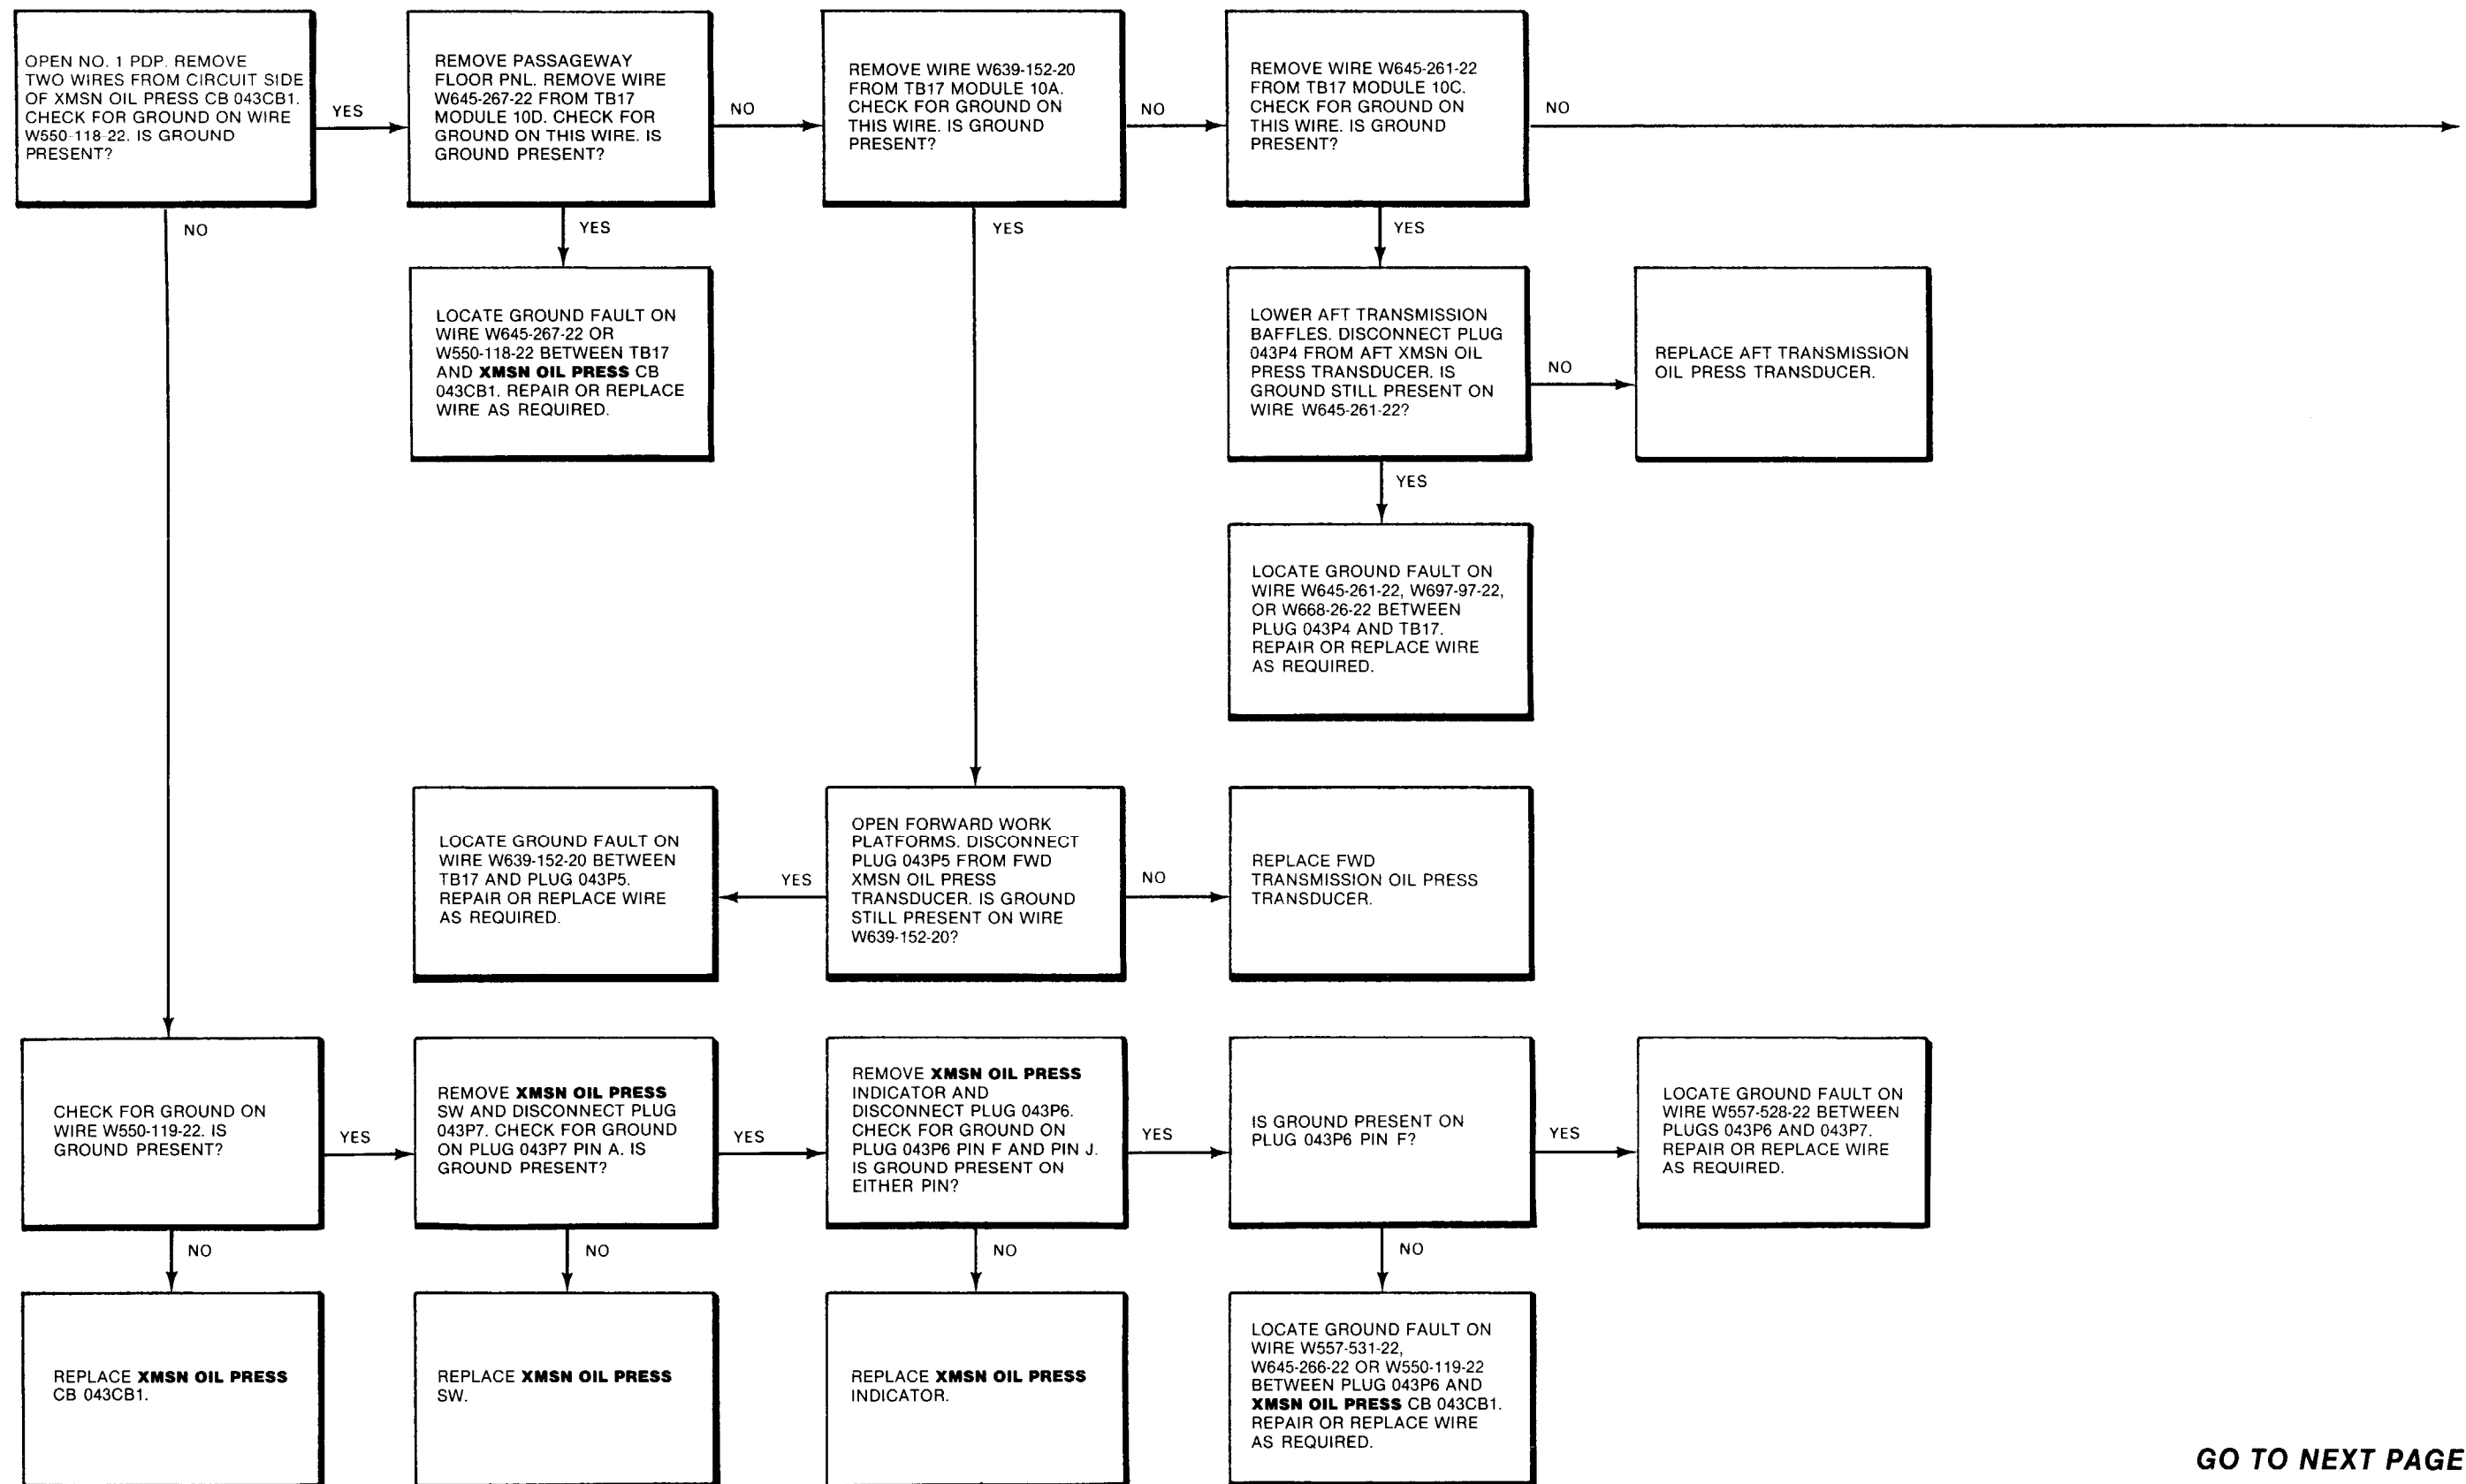 OPEN NO. 1 PDP. REMOVE
TWO WIRES FROM CIRCUIT SIDE
OF XMSN OIL PRESS CB 043CB1.
CHECK FOR GROUND ON WIRE
W550-118-22. IS GROUND
PRESENT?
YES
REMOVE PASSAGEWAY
FLOOR PNL. REMOVE WIRE
W645-267-22 FROM TB17
MODULE 10D. CHECK FOR
GROUND ON THIS WIRE. IS
GROUND PRESENT?
NO
REMOVE WIRE W639-152-20
FROM TB17 MODULE 10A.
CHECK FOR GROUND ON
THIS WIRE. IS GROUND
PRESENT?
NO
REMOVE WIRE W645-261-22
FROM TB17 MODULE 10C.
CHECK FOR GROUND ON
THIS WIRE. IS GROUND
PRESENT?
NO
NO
YES
YES
YES
LOCATE GROUND FAULT ON
WIRE W645-267-22 OR
W550-118-22 BETWEEN TB17
AND XMSN OIL PRESS CB
043CB1. REPAIR OR REPLACE
WIRE AS REQUIRED.
LOWER AFT TRANSMISSION
BAFFLES. DISCONNECT PLUG
043P4 FROM AFT XMSN OIL
PRESS TRANSDUCER. IS
GROUND STILL PRESENT ON
WIRE W645-261-22?
NO
REPLACE AFT TRANSMISSION
OIL PRESS TRANSDUCER.
YES
LOCATE GROUND FAULT ON
WIRE W645-261-22, W697-97-22,
OR W668-26-22 BETWEEN
PLUG 043P4 AND TB17.
REPAIR OR REPLACE WIRE
AS REQUIRED.
LOCATE GROUND FAULT ON
WIRE W639-152-20 BETWEEN
TB17 AND PLUG 043P5.
REPAIR OR REPLACE WIRE
AS REQUIRED.
YES
OPEN FORWARD WORK
PLATFORMS. DISCONNECT
PLUG 043P5 FROM FWD
XMSN OIL PRESS
TRANSDUCER. IS GROUND
STILL PRESENT ON WIRE
W639-152-20?
NO
REPLACE FWD
TRANSMISSION OIL PRESS
TRANSDUCER.
CHECK FOR GROUND ON
WIRE W550-119-22. IS
GROUND PRESENT?
YES
REMOVE XMSN OIL PRESS
SW AND DISCONNECT PLUG
043P7. CHECK FOR GROUND
ON PLUG 043P7 PIN A. IS
GROUND PRESENT?
YES
REMOVE XMSN OIL PRESS
INDICATOR AND
DISCONNECT PLUG 043P6.
CHECK FOR GROUND ON
PLUG 043P6 PIN F AND PIN J.
IS GROUND PRESENT ON
EITHER PIN?
YES
IS GROUND PRESENT ON
PLUG 043P6 PIN F?
YES
LOCATE GROUND FAULT ON
WIRE W557-528-22 BETWEEN
PLUGS 043P6 AND 043P7.
REPAIR OR REPLACE WIRE
AS REQUIRED.
NO
NO
NO
NO
REPLACE XMSN OIL PRESS
CB 043CB1.
REPLACE XMSN OIL PRESS
SW.
REPLACE XMSN OIL PRESS
INDICATOR.
LOCATE GROUND FAULT ON
WIRE W557-531-22,
W645-266-22 OR W550-119-22
BETWEEN PLUG 043P6 AND
XMSN OIL PRESS CB 043CB1.
REPAIR OR REPLACE WIRE
AS REQUIRED.
GO TO NEXT PAGE